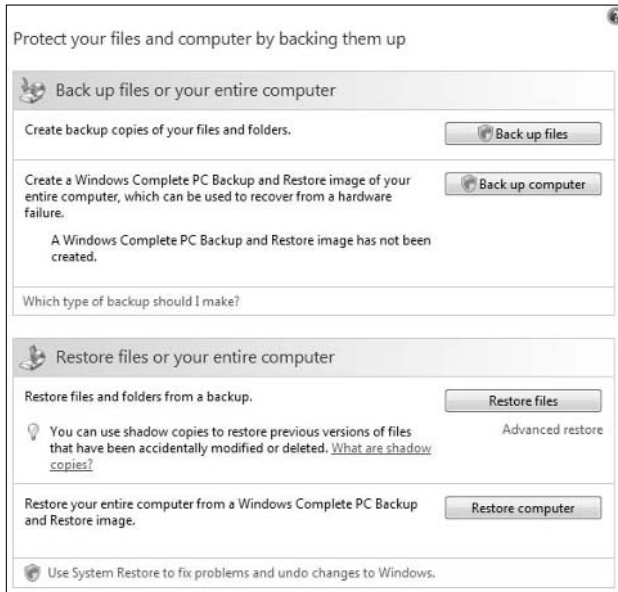 Protect your files and computer by backing them up
Back up files or your entire computer
Create backup copies of your files and folders.
Back up files
Create a Windows Complete PC Backup and Restore image of your
entire computer, which can be used to recover from a hardware
failure.
Back up computer
A Windows Complete PC Backup and Restore image has not been
created.
Which type of backup should I make?
Restore files or your entire computer
Restore files and folders from a backup.
Restore files
You can use shadow copies to restore previous versions of files
that have been accidentally modified or deleted. What are shadow
copies?
Advanced restore
Restore your entire computer from a Windows Complete PC Backup
and Restore image.
Restore computer
Use System Restore to fix problems and undo changes to Windows.